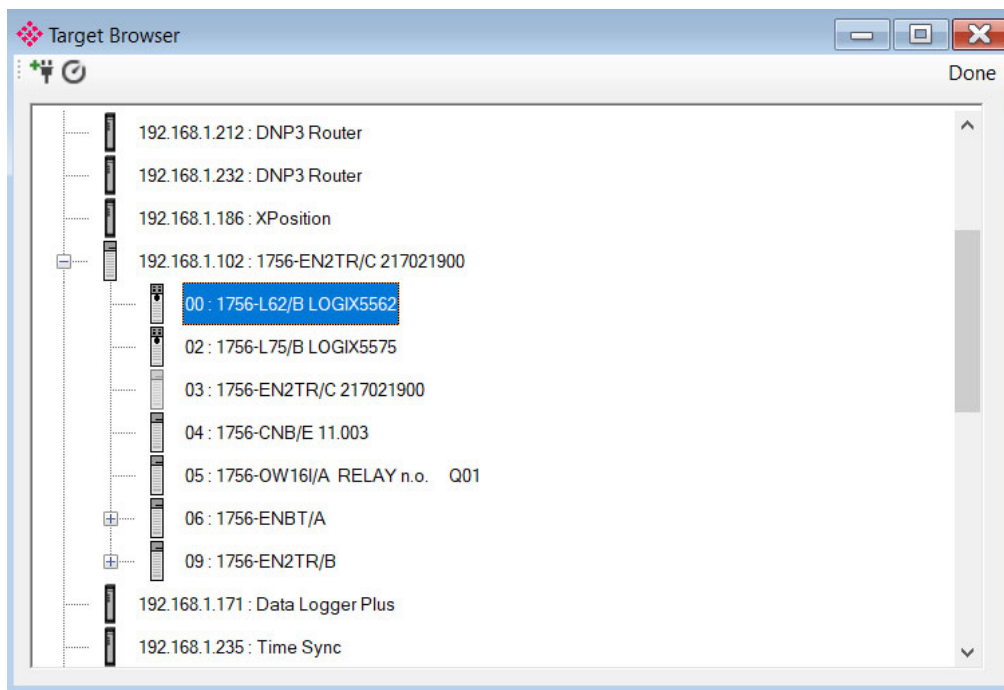 Target Browser
Done
192.168.1.212 : DNP3 Router
192.168.1.232 : DNP3 Router
192.168.1.186 : XPosition
192.168.1.102 : 1756-EN2TR/C 217021900
00 : 1756-L62/B LOGIX5562
02 : 1756-L75/B LOGIX5575
03 : 1756-EN2TR/C 217021900
04 : 1756-CNB/E 11.003
05 : 1756-OW16I/A RELAY n.o. Q01
06 : 1756-ENBT/A
09 : 1756-EN2TR/B
192.168.1.171 : Data Logger Plus
192.168.1.235 : Time Sync